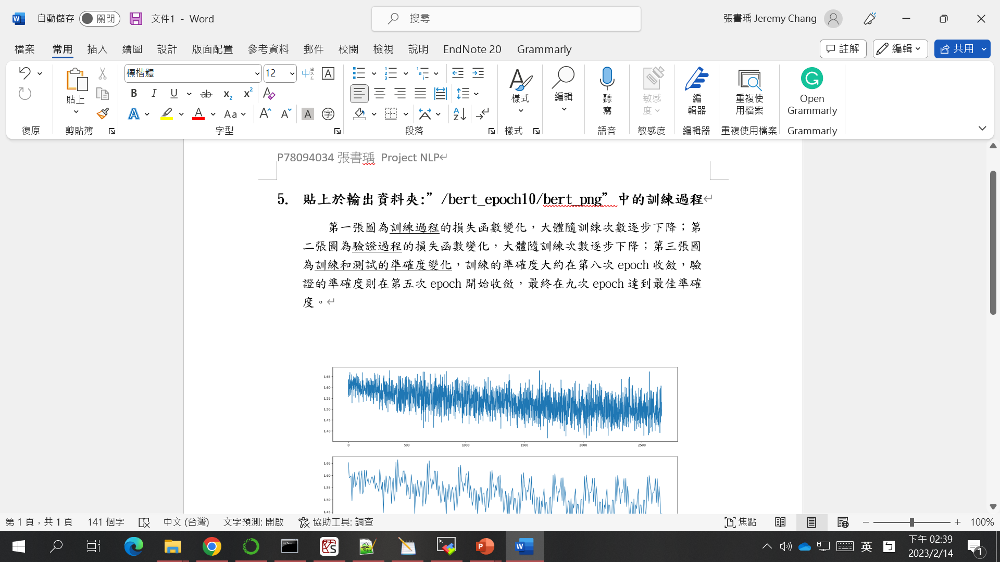 自動儲存 關閉 文件1 - Word 搜尋 張書瑀 Jeremy Chang
檔案 常用 插入 繪圖 設計 版面配置 參考資料 郵件 校閱 檢視 說明 EndNote 20 Grammarly 註解 編輯 共用
標楷體 12
貼上
樣式
編輯
聽寫
敏感度
編輯器
重複使用檔案
Open Grammarly
復原 剪貼簿 字型 段落 樣式 語音 敏感度 編輯器 重複使用檔案 Grammarly
P78094034 張書瑀 Project NLP↵
5. 貼上於輸出資料夾:”/bert_epoch10/bert_png”中的訓練過程↵
第一張圖為訓練過程的損失函數變化，大體隨訓練次數逐步下降；第
二張圖為驗證過程的損失函數變化，大體隨訓練次數逐步下降；第三張圖
為訓練和測試的準確度變化，訓練的準確度大約在第八次 epoch 收斂，驗
證的準確度則在第五次 epoch 開始收斂，最終在九次 epoch 達到最佳準確
度。↵
1.65
1.60
1.55
1.50
1.45
1.40
0 500 1000 1500 2000 2500
1.65
1.60
1.55
1.50
1.45
第 1 頁，共 1 頁 141 個字 中文 (台灣) 文字預測: 開啟 協助工具: 調查 焦點 100%
英 下午 02:39
2023/2/14
1